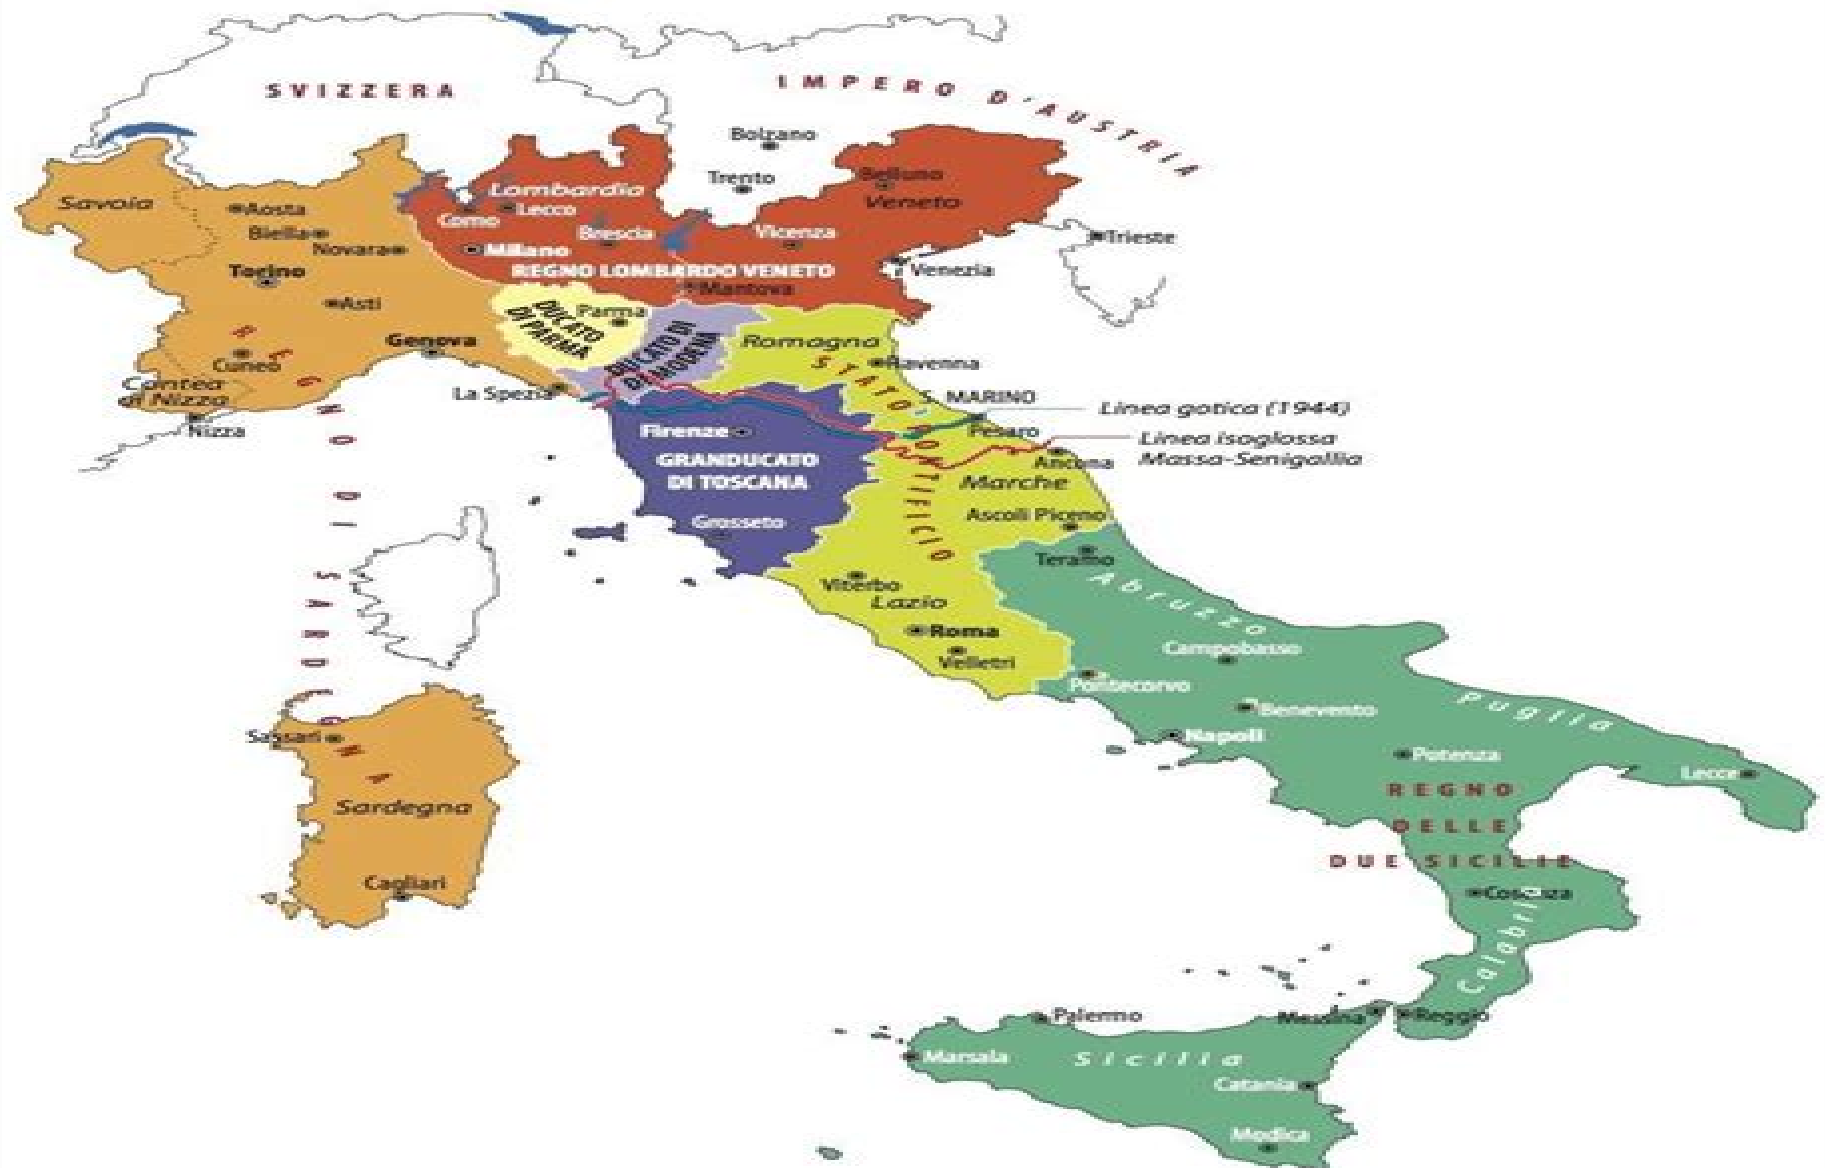 SVIZZERA
IMPERO D'AUSTRIA
Bolzano
Trento
Belluno
Veneto
Savoia
Aosta
Biella
Novara
Torino
Asti
Lombardia
Como
Lecco
Brescia
Vicenza
Milano
REGNO LOMBARDO VENETO
Mantova
Venezia
Trieste
DUCATO
DI PARMA
Parma
DUCATO DI
DI MODENA
Romagna
Ravenna
Genova
Cuneo
Contea
di Nizza
Nizza
La Spezia
REGNO DI SARDEGNA
STATO PONTIFICIO
S. MARINO
Linea gotica (1944)
Pesaro
Linea isoglossa
Massa-Senigallia
Ancona
Firenze
GRANDUCATO
DI TOSCANA
Grosseto
Marche
Ascoli Piceno
Teramo
Abruzzo
Viterbo
Lazio
Roma
Velletri
Campobasso
Pontecorvo
Benevento
Napoli
Puglia
Potenza
Lecce
REGNO
DELLE
DUE SICILIE
Cosenza
Calabria
Sassari
Sardegna
Cagliari
Palermo
Messina
Reggio
Marsala
Sicilia
Catania
Modica